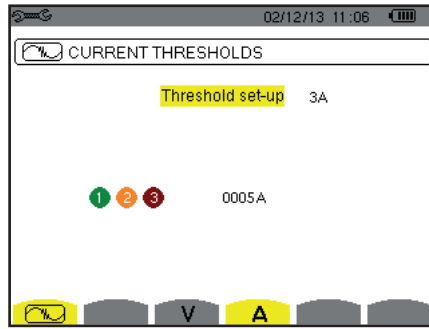 02/12/13 11:06
CURRENT THRESHOLDS
Threshold set-up 3A
1 2 3 0005A
V A